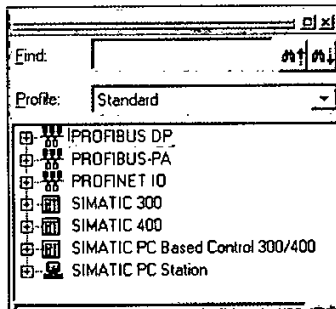 Find:
Profile: Standard
PROFIBUS DP
PROFIBUS-PA
PROFINET IO
SIMATIC 300
SIMATIC 400
SIMATIC PC Based Control 300/400
SIMATIC PC Station